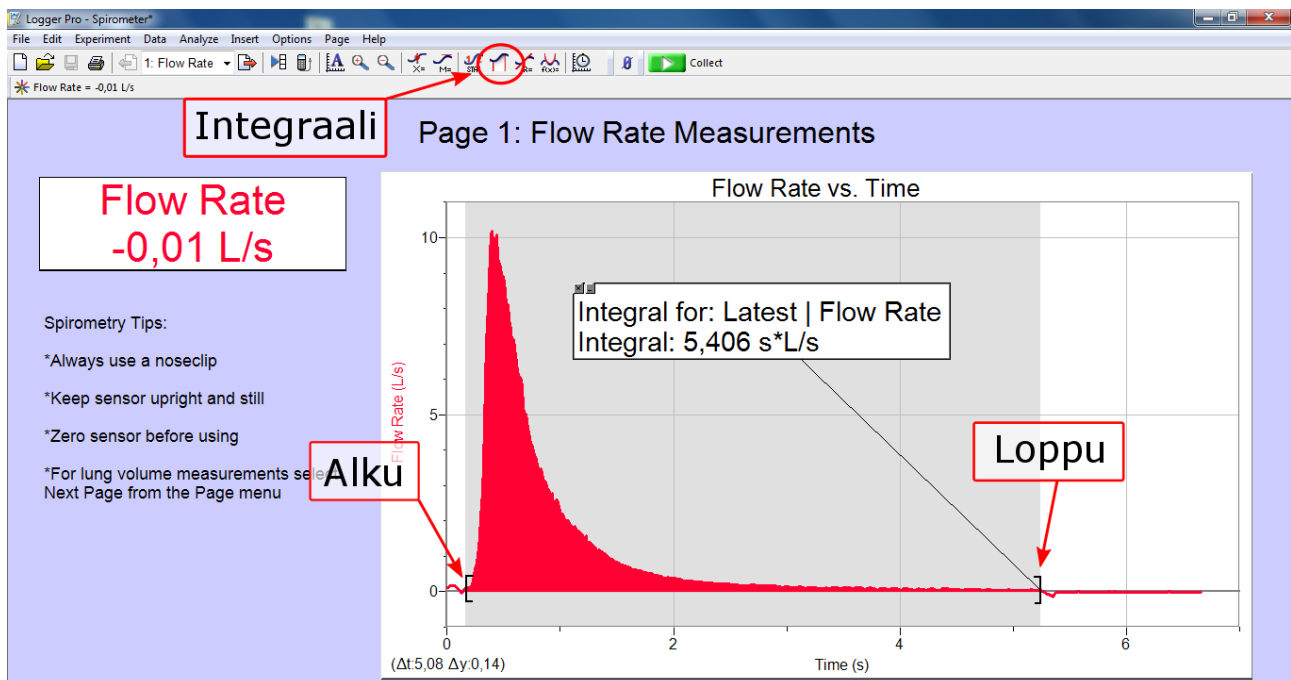 Logger Pro - Spirometer*
File Edit Experiment Data Analyze Insert Options Page Help
1: Flow Rate
Collect
Flow Rate = -0,01 L/s
Integraali
Page 1: Flow Rate Measurements
Flow Rate
-0,01 L/s
Spirometry Tips:
*Always use a noseclip
*Keep sensor upright and still
*Zero sensor before using
*For lung volume measurements select
Next Page from the Page menu
Flow Rate vs. Time
Integral for: Latest | Flow Rate
Integral: 5,406 s*L/s
Alku
Loppu
Flow Rate (L/s)
10
5
0
0
2
4
6
(Δt:5,08 Δy:0,14)
Time (s)